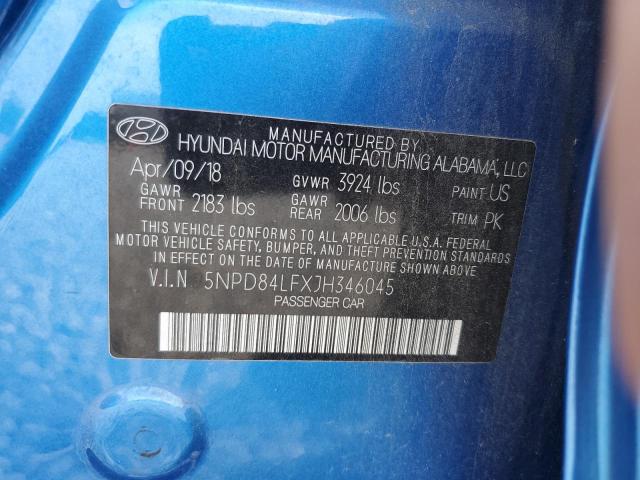 MANUFACTURED BY
HYUNDAI MOTOR MANUFACTURING ALABAMA, LLC
Apr/09/18 GVWR 3924 lbs PAINT US
GAWR FRONT 2183 lbs GAWR REAR 2006 lbs TRIM PK
THIS VEHICLE CONFORMS TO ALL APPLICABLE U.S.A. FEDERAL
MOTOR VEHICLE SAFETY, BUMPER, AND THEFT PREVENTION STANDARDS
IN EFFECT ON THE DATE OF MANUFACTURE SHOWN ABOVE.
V.I.N 5NPD84LFXJH346045
PASSENGER CAR